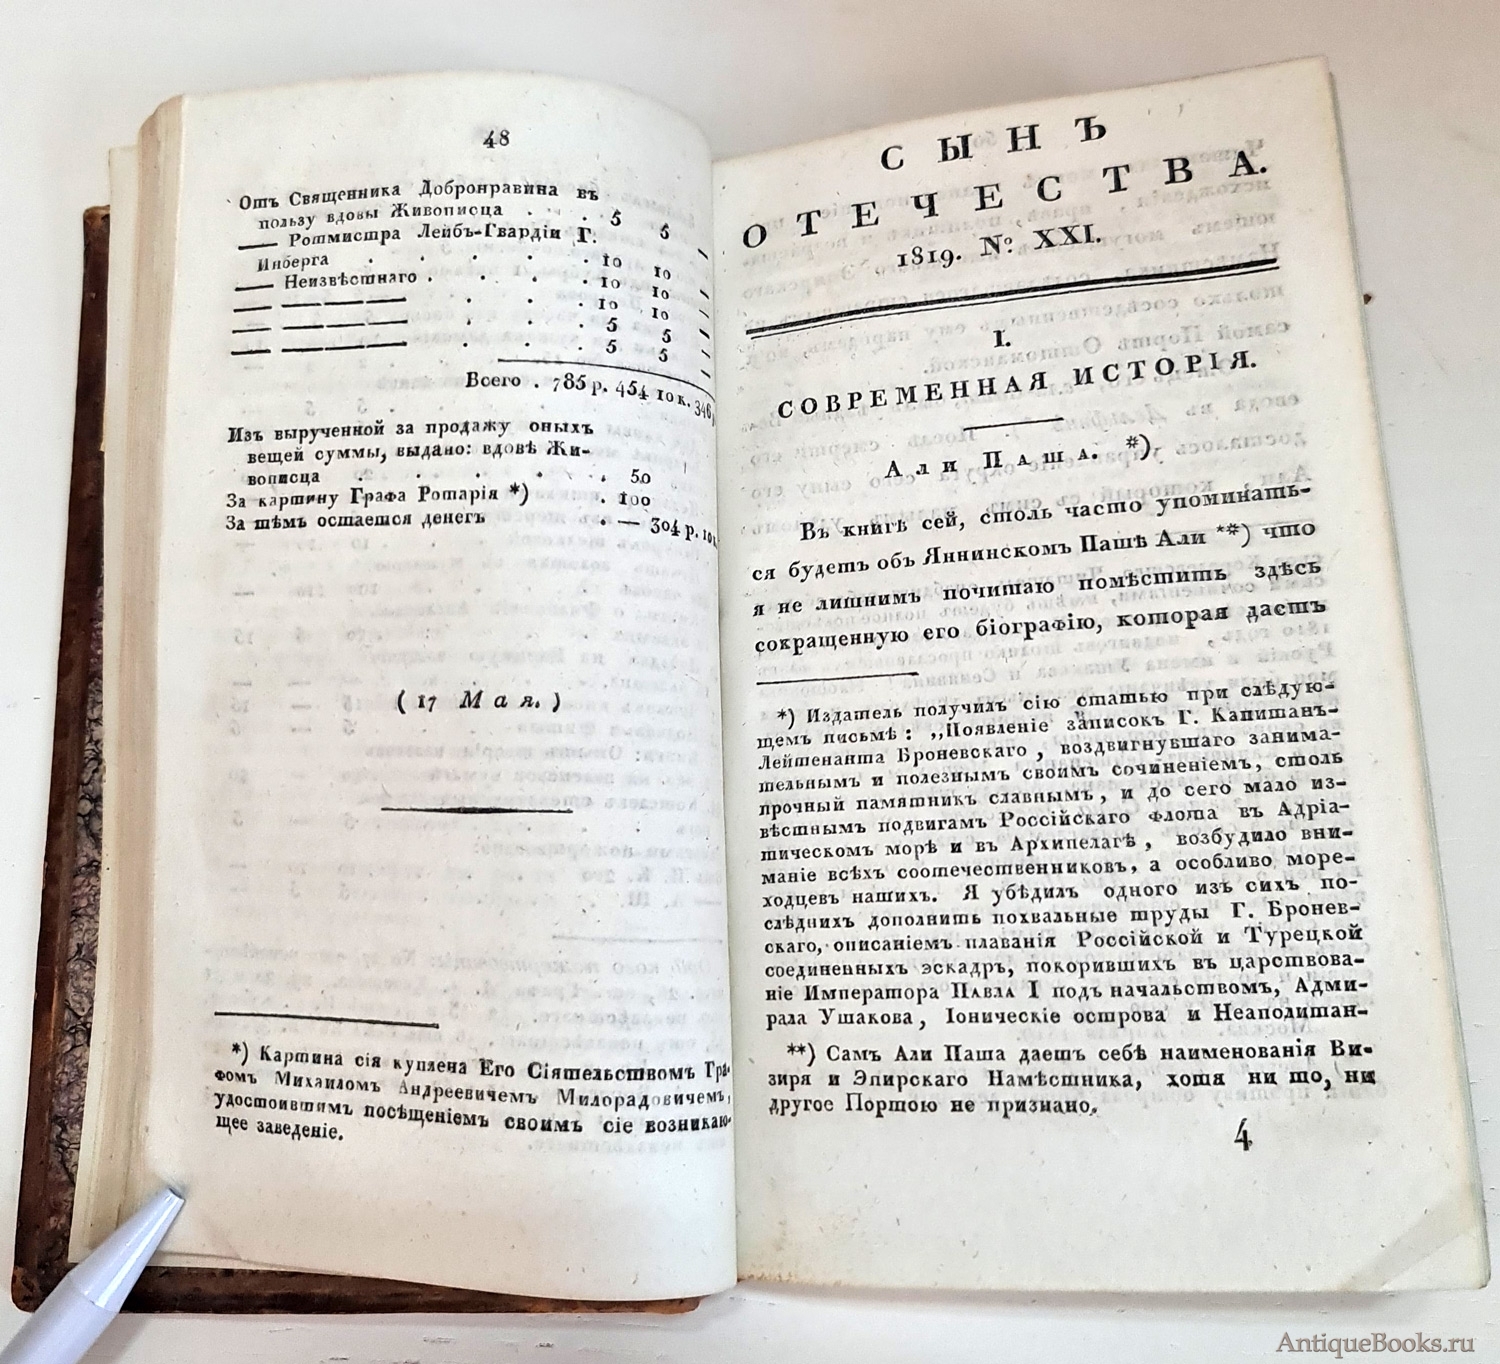 48
Отъ Священника Добронравина въ
пользу вдовы Живописца . . . 5 5 „
— Ротмистра Лейбъ-Гвардіи Г.
Инберга . . . . . 10 10 „
— Неизвѣстнаго . . . . . 10 10 „
— — — — — . . . 10 10 „
— — — — — . . . 5 5 „
— — — — — . . . 5 5 „
Всего . 785 р. 454 10 к. 346
Изъ вырученной за продажу оныхъ
вещей суммы, выдано: вдовѣ Жи-
вописца . . . . . . 50
За картину Графа Ротарія *) . 100
За тѣмъ остается денегъ . — 304 р. 10 к.
(17 Мая.)
*) Картина сія куплена Его Сіятельствомъ Гра-
фомъ Михаиломъ Андреевичемъ Милорадовичемъ,
удостоившимъ посѣщеніемъ своимъ сіе возникаю-
щее заведеніе.
СЫНЪ
ОТЕЧЕСТВА.
1819. №. XXI.
I.
СОВРЕМЕННАЯ ИСТОРІЯ.
Али Паша. *)
Въ книгѣ сей, столь часто упоминать-
ся будетъ объ Яннинскомъ Пашѣ Али **) что
я не лишнимъ почитаю помѣстить здѣсь
сокращенную его біографію, которая даетъ
*) Издатель получилъ сію статью при слѣдую-
щемъ письмѣ: „Появленіе записокъ Г. Капитанъ-
Лейтенанта Броневскаго, воздвигнувшаго занима-
тельнымъ и полезнымъ своимъ сочиненіемъ, столь
прочный памятникъ славнымъ, и до сего мало из-
вѣстнымъ подвигамъ Россійскаго Флота въ Адріа-
тическомъ морѣ и въ Архипелагѣ, возбудило вни-
маніе всѣхъ соотечественниковъ, а особливо море-
ходцевъ нашихъ. Я убѣдилъ одного изъ сихъ по-
слѣднихъ дополнить похвальные труды Г. Бронев-
скаго, описаніемъ плаванія Россійской и Турецкой
соединенныхъ эскадръ, покорившихъ въ царствова-
ніе Императора Павла I подъ начальствомъ, Адми-
рала Ушакова, Іоническіе острова и Неаполитан-
**) Самъ Али Паша даетъ себѣ наименованія Ви-
зиря и Эпирскаго Намѣстника, хотя ни то, ни
другое Портою не признано.
4
AntiqueBooks.ru